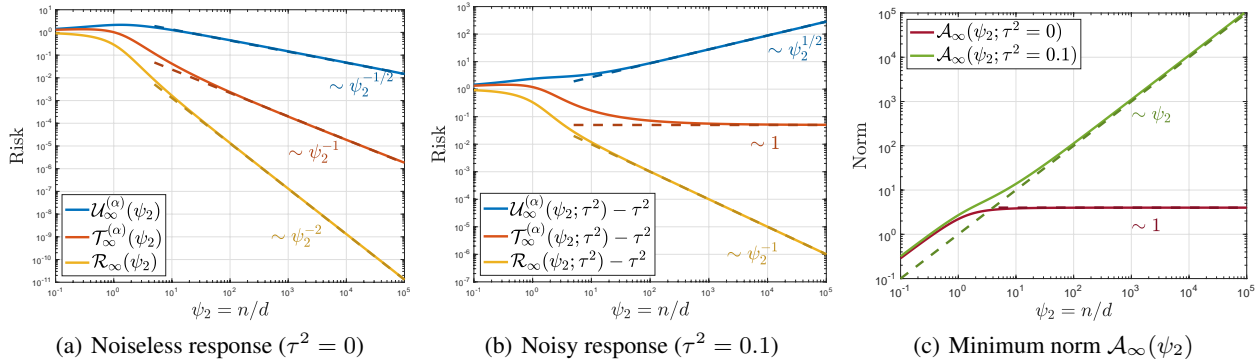 10^1
10^0
10^-1
10^-2
10^-3
10^-4
10^-5
10^-6
10^-7
10^-8
10^-9
10^-10
10^-11
Risk
∼ ψ_2^{-1/2}
∼ ψ_2^{-1}
∼ ψ_2^{-2}
U_∞^{(α)}(ψ_2)
T_∞^{(α)}(ψ_2)
R_∞(ψ_2)
10^-1 10^0 10^1 10^2 10^3 10^4 10^5
ψ_2 = n/d
(a) Noiseless response (τ^2 = 0)
10^3
10^2
10^1
10^0
10^-1
10^-2
10^-3
10^-4
10^-5
10^-6
10^-7
Risk
∼ ψ_2^{1/2}
∼ 1
∼ ψ_2^{-1}
U_∞^{(α)}(ψ_2; τ^2) − τ^2
T_∞^{(α)}(ψ_2; τ^2) − τ^2
R_∞(ψ_2; τ^2) − τ^2
10^-1 10^0 10^1 10^2 10^3 10^4 10^5
ψ_2 = n/d
(b) Noisy response (τ^2 = 0.1)
10^5
10^4
10^3
10^2
10^1
10^0
10^-1
Norm
A_∞(ψ_2; τ^2 = 0)
A_∞(ψ_2; τ^2 = 0.1)
∼ ψ_2
∼ 1
10^-1 10^0 10^1 10^2 10^3 10^4 10^5
ψ_2 = n/d
(c) Minimum norm A_∞(ψ_2)